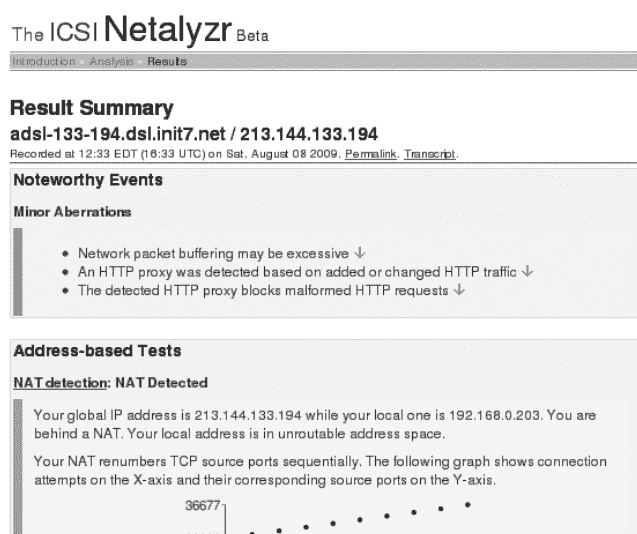 The ICSI Netalyzr Beta
Introduction » Analysis » Results
Result Summary
adsl-133-194.dsl.init7.net / 213.144.133.194
Recorded at 12:33 EDT (16:33 UTC) on Sat, August 08 2009. Permalink. Transcript.
Noteworthy Events
Minor Aberrations
• Network packet buffering may be excessive ↓
• An HTTP proxy was detected based on added or changed HTTP traffic ↓
• The detected HTTP proxy blocks malformed HTTP requests ↓
Address-based Tests
NAT detection: NAT Detected
Your global IP address is 213.144.133.194 while your local one is 192.168.0.203. You are
behind a NAT. Your local address is in unroutable address space.
Your NAT renumbers TCP source ports sequentially. The following graph shows connection
attempts on the X-axis and their corresponding source ports on the Y-axis.
36677